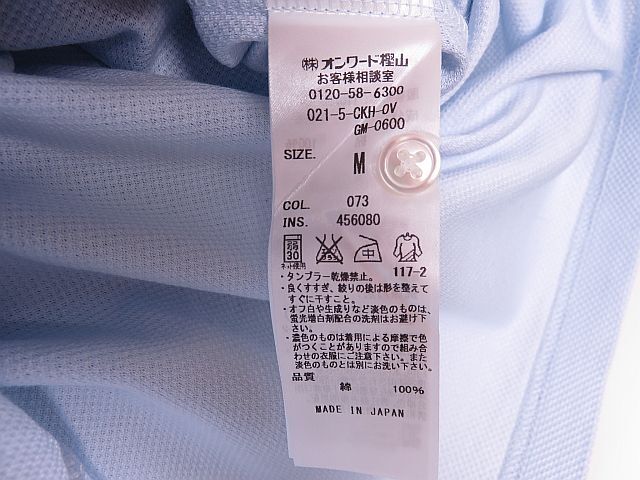 ㈱オンワード樫山
お客様相談室
0120-58-6300
021-5-CKH-OV
GM-0600
SIZE. M
COL. 073
INS. 456080
弱
30
ネット使用
117-2
・タンブラー乾燥禁止。
・良くすすぎ、絞りの後は形を整えて
すぐに干すこと。
・オフ白や生成りなど淡色のものは、
蛍光増白剤配合の洗剤はお避け下
さい。
・濃色のものは着用による摩擦で色
がつくことがありますので組み合
わせの衣服にご注意下さい。また
淡色のものとは別にお洗い下さい。
品質
綿 100%
MADE IN JAPAN